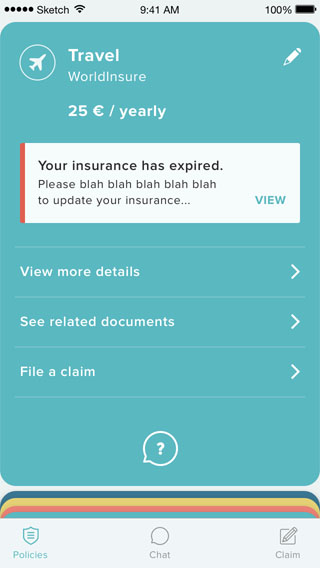 Sketch 9:41 AM 100%
Travel
WorldInsure
25 € / yearly
Your insurance has expired.
Please blah blah blah blah blah
to update your insurance... VIEW
View more details
See related documents
File a claim
?
Policies Chat Claim